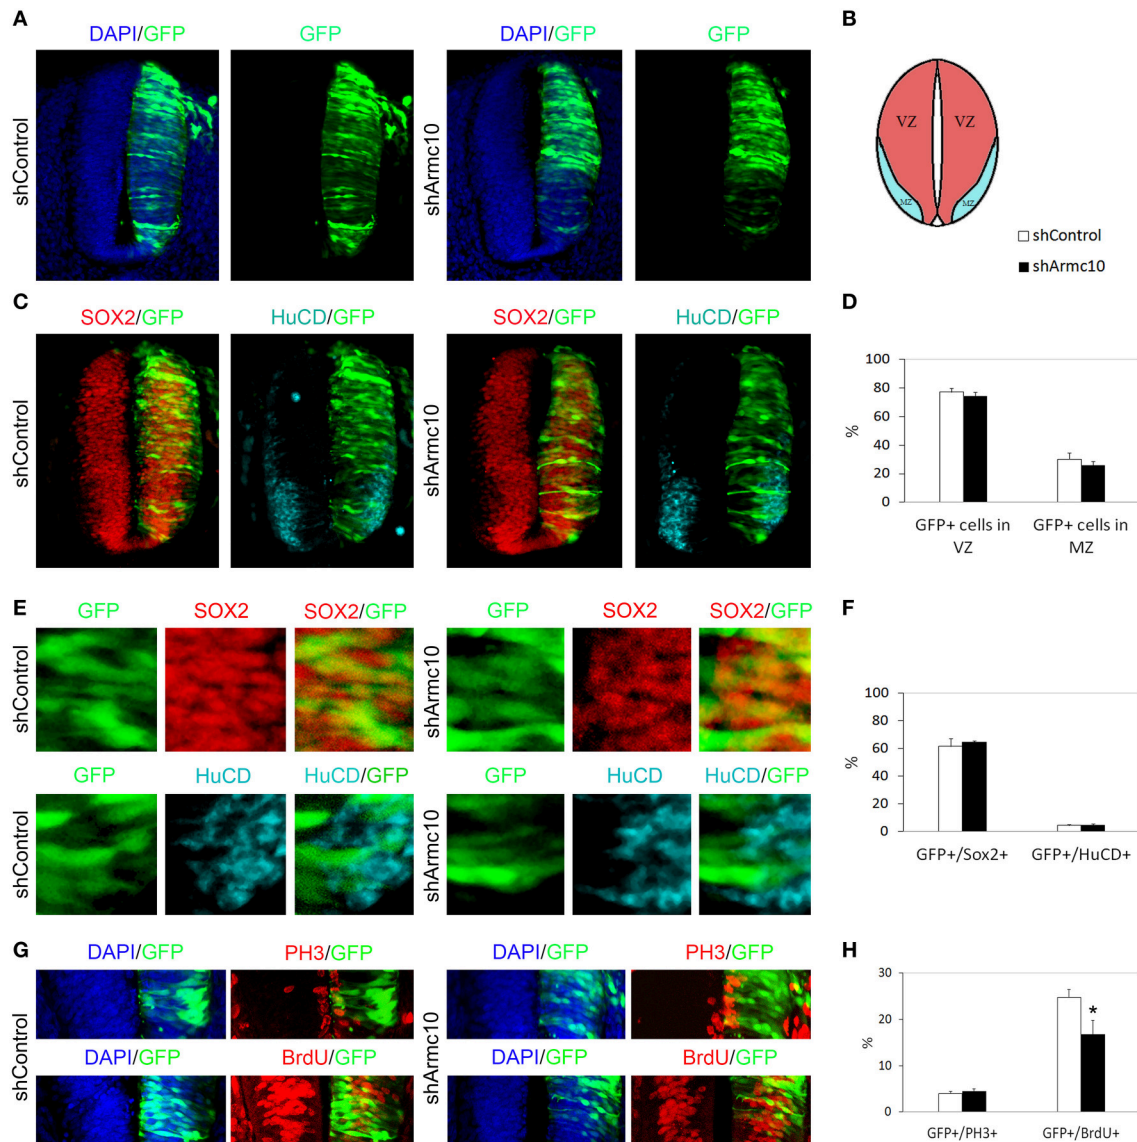 A
B
DAPI/GFP
GFP
DAPI/GFP
GFP
shControl
shArmc10
VZ
VZ
MZ
MZ
shControl
shArmc10
C
D
SOX2/GFP
HuCD/GFP
SOX2/GFP
HuCD/GFP
shControl
shArmc10
100
80
60
40
20
0
%
GFP+ cells in VZ
GFP+ cells in MZ
E
F
GFP
SOX2
SOX2/GFP
GFP
SOX2
SOX2/GFP
shControl
shArmc10
GFP
HuCD
HuCD/GFP
GFP
HuCD
HuCD/GFP
shControl
shArmc10
100
80
60
40
20
0
%
GFP+/Sox2+
GFP+/HuCD+
G
H
DAPI/GFP
PH3/GFP
DAPI/GFP
PH3/GFP
shControl
shArmc10
DAPI/GFP
BrdU/GFP
DAPI/GFP
BrdU/GFP
30
20
10
0
%
*
GFP+/PH3+
GFP+/BrdU+